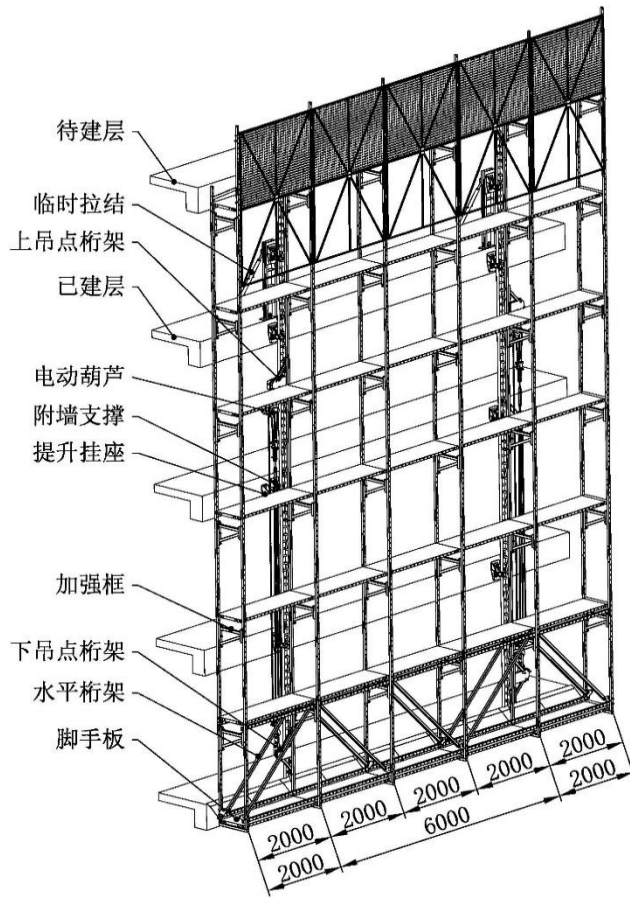 待建层
临时拉结
上吊点桁架
已建层
电动葫芦
附墙支撑
提升挂座
加强框
下吊点桁架
水平桁架
脚手板
2000
2000
2000
2000
2000
2000
6000
2000